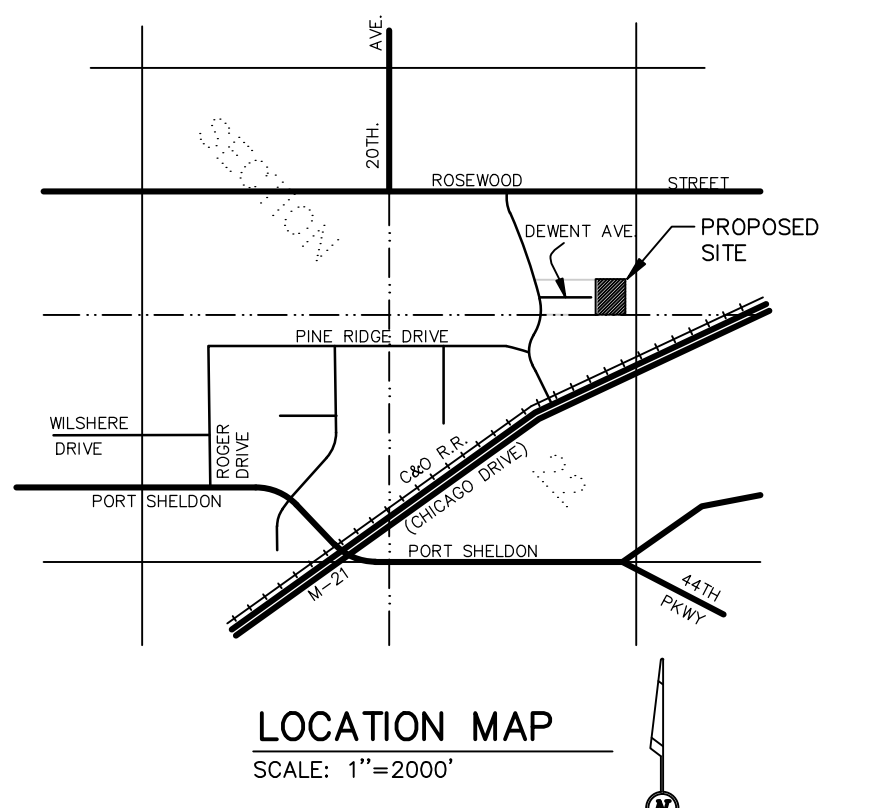 20TH. AVE.
SECTION
ROSEWOOD STREET
DEWENT AVE.
PROPOSED
SITE
PINE RIDGE DRIVE
WILSHERE
DRIVE
ROGER
DRIVE
C&O R.R.
(CHICAGO DRIVE)
PORT SHELDON
PORT SHELDON
M-21
44TH
PKWY
LOCATION MAP
SCALE: 1"=2000'
N